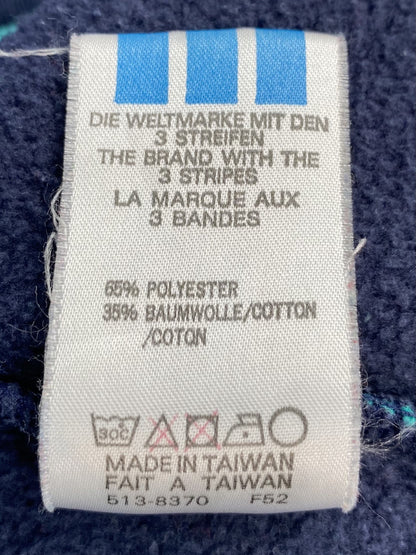 DIE WELTMARKE MIT DEN
3 STREIFEN
THE BRAND WITH THE
3 STRIPES
LA MARQUE AUX
3 BANDES
65% POLYESTER
35% BAUMWOLLE/COTTON
/COTON
30C
MADE IN TAIWAN
FAIT A TAIWAN
513-8370 F52